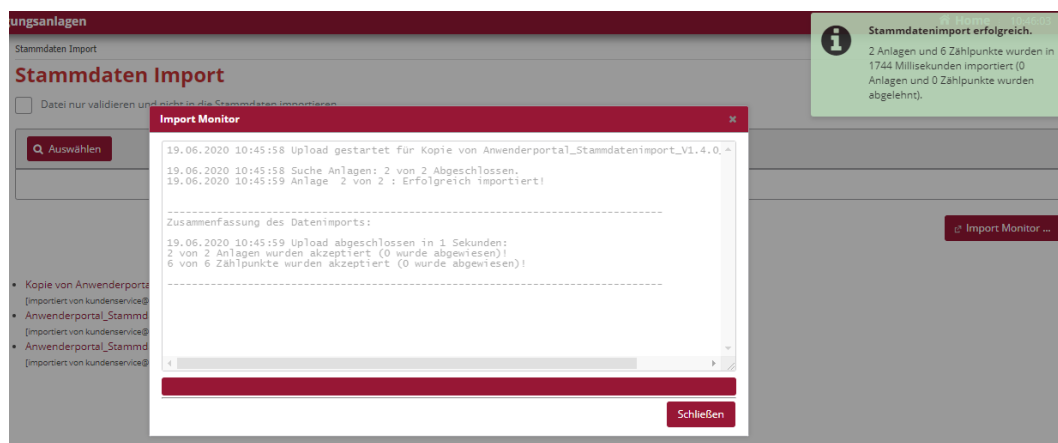 ungsanlagen
Home 10:46:03
Stammdatenimport erfolgreich.
2 Anlagen und 6 Zählpunkte wurden in
1744 Millisekunden importiert (0
Anlagen und 0 Zählpunkte wurden
abgelehnt).
Stammdaten Import
Stammdaten Import
Datei nur validieren und nicht in die Stammdaten importieren
Auswählen
Import Monitor
×
19.06.2020 10:45:58 Upload gestartet für Kopie von Anwenderportal_Stammdatenimport_V1.4.0_
19.06.2020 10:45:58 Suche Anlagen: 2 von 2 Abgeschlossen.
19.06.2020 10:45:59 Anlage 2 von 2 : Erfolgreich importiert!
--------------------------------------------------------------------------------
Zusammenfassung des Datenimports:
19.06.2020 10:45:59 Upload abgeschlossen in 1 Sekunden:
2 von 2 Anlagen wurden akzeptiert (0 wurde abgewiesen)!
6 von 6 Zählpunkte wurden akzeptiert (0 wurde abgewiesen)!
--------------------------------------------------------------------------------
Schließen
Import Monitor ...
• Kopie von Anwenderporta
[importiert von kundenservice@
• Anwenderportal_Stammd
[importiert von kundenservice@
• Anwenderportal_Stammd
[importiert von kundenservice@